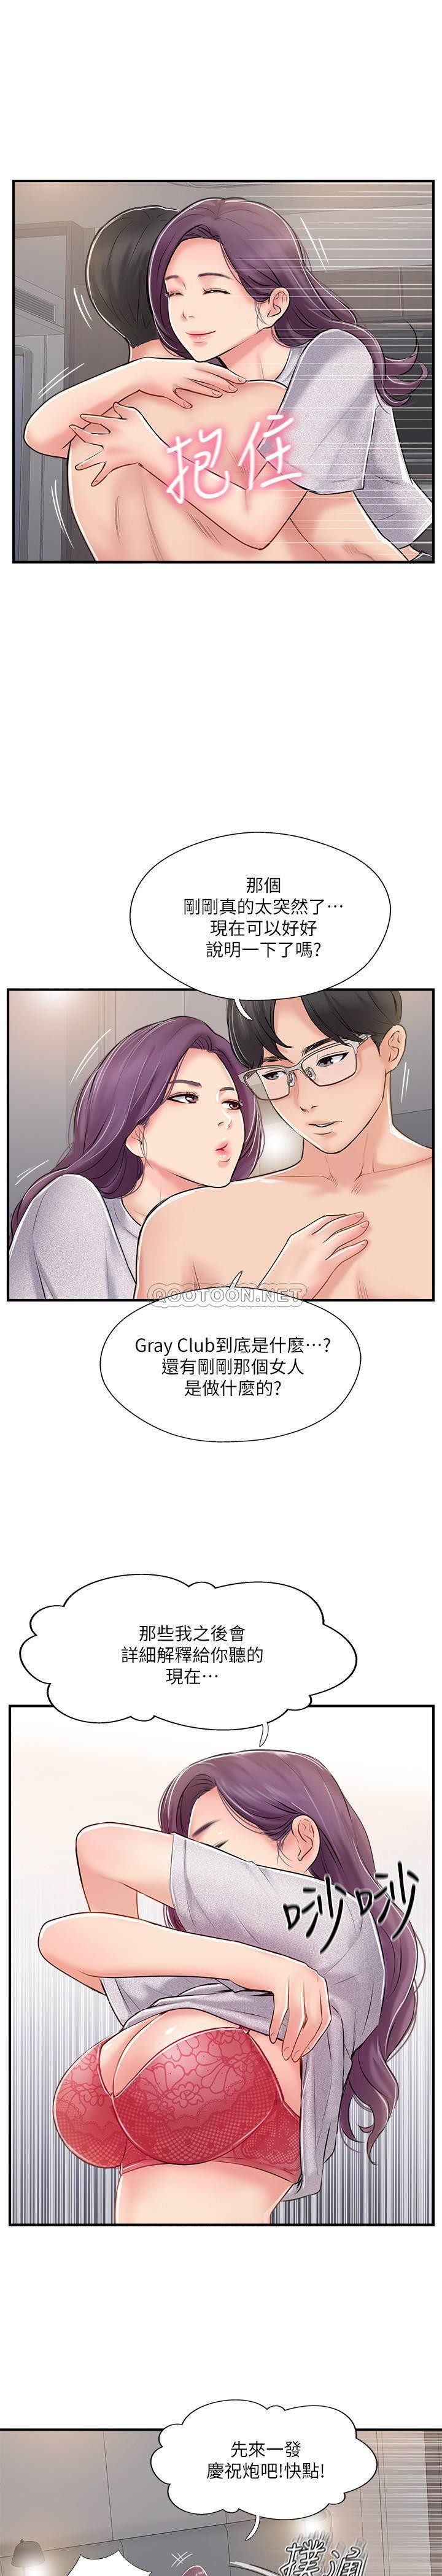 抱住
那個
剛剛真的太突然了⋯
現在可以好好
說明一下了嗎?
QOOTOON.NET
Gray Club到底是什麼⋯?
還有剛剛那個女人
是做什麼的?
那些我之後會
詳細解釋給你聽的
現在⋯
唦唦
先來一發
慶祝炮吧!快點!
撲通